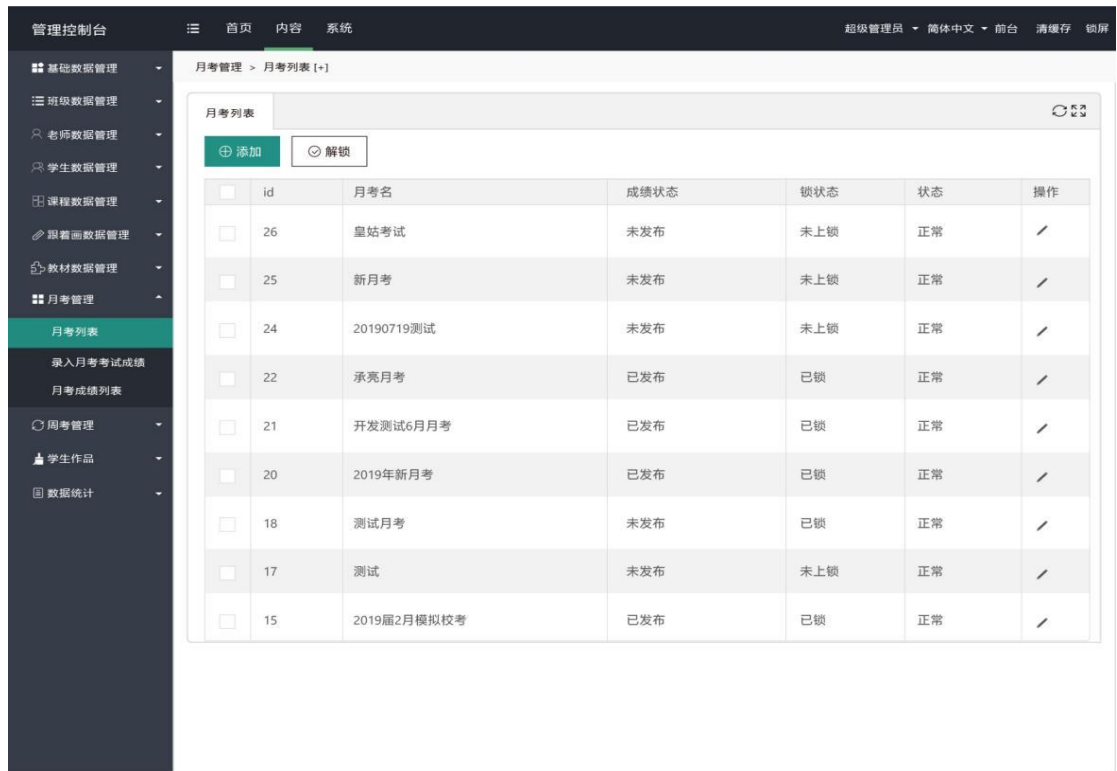 管理控制台 首页 内容 系统 超级管理员 简体中文 前台 清缓存 锁屏
基础数据管理
班级数据管理
老师数据管理
学生数据管理
课程数据管理
跟着画数据管理
教材数据管理
月考管理
月考列表
录入月考考试成绩
月考成绩列表
周考管理
学生作品
数据统计
月考管理 > 月考列表 [+]
月考列表
添加 解锁
id 月考名 成绩状态 锁状态 状态 操作
26 皇姑考试 未发布 未上锁 正常
25 新月考 未发布 未上锁 正常
24 20190719测试 未发布 未上锁 正常
22 承亮月考 已发布 已锁 正常
21 开发测试6月月考 已发布 已锁 正常
20 2019年新月考 已发布 已锁 正常
18 测试月考 未发布 已锁 正常
17 测试 未发布 未上锁 正常
15 2019届2月模拟校考 已发布 已锁 正常